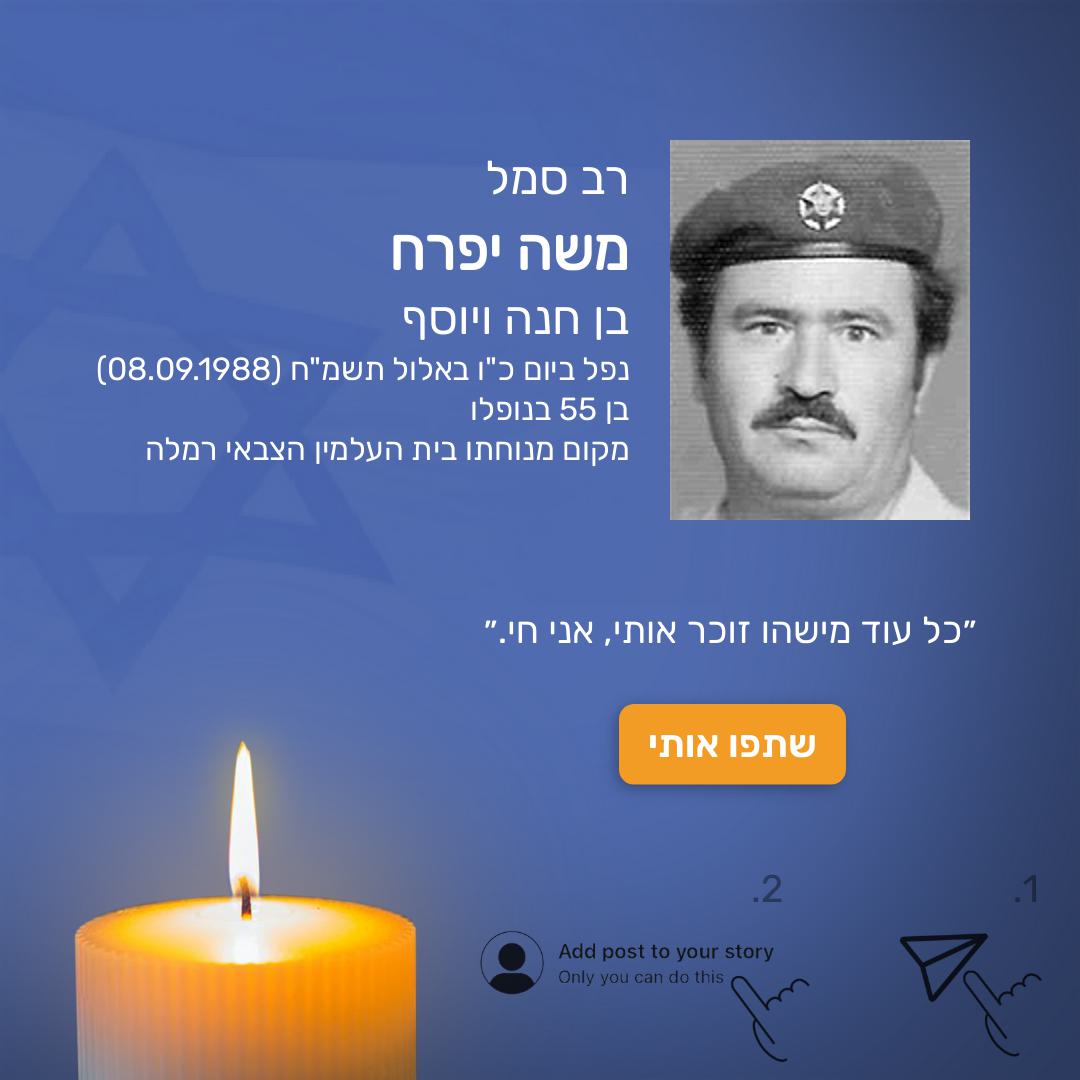 רב סמל
משה יפרח
בן חנה ויוסף
נפל ביום כ"ו באלול תשמ"ח (08.09.1988)
בן 55 בנופלו
מקום מנוחתו בית העלמין הצבאי רמלה
״כל עוד מישהו זוכר אותי, אני חי.״
שתפו אותי
1.
2.
Add post to your story
Only you can do this